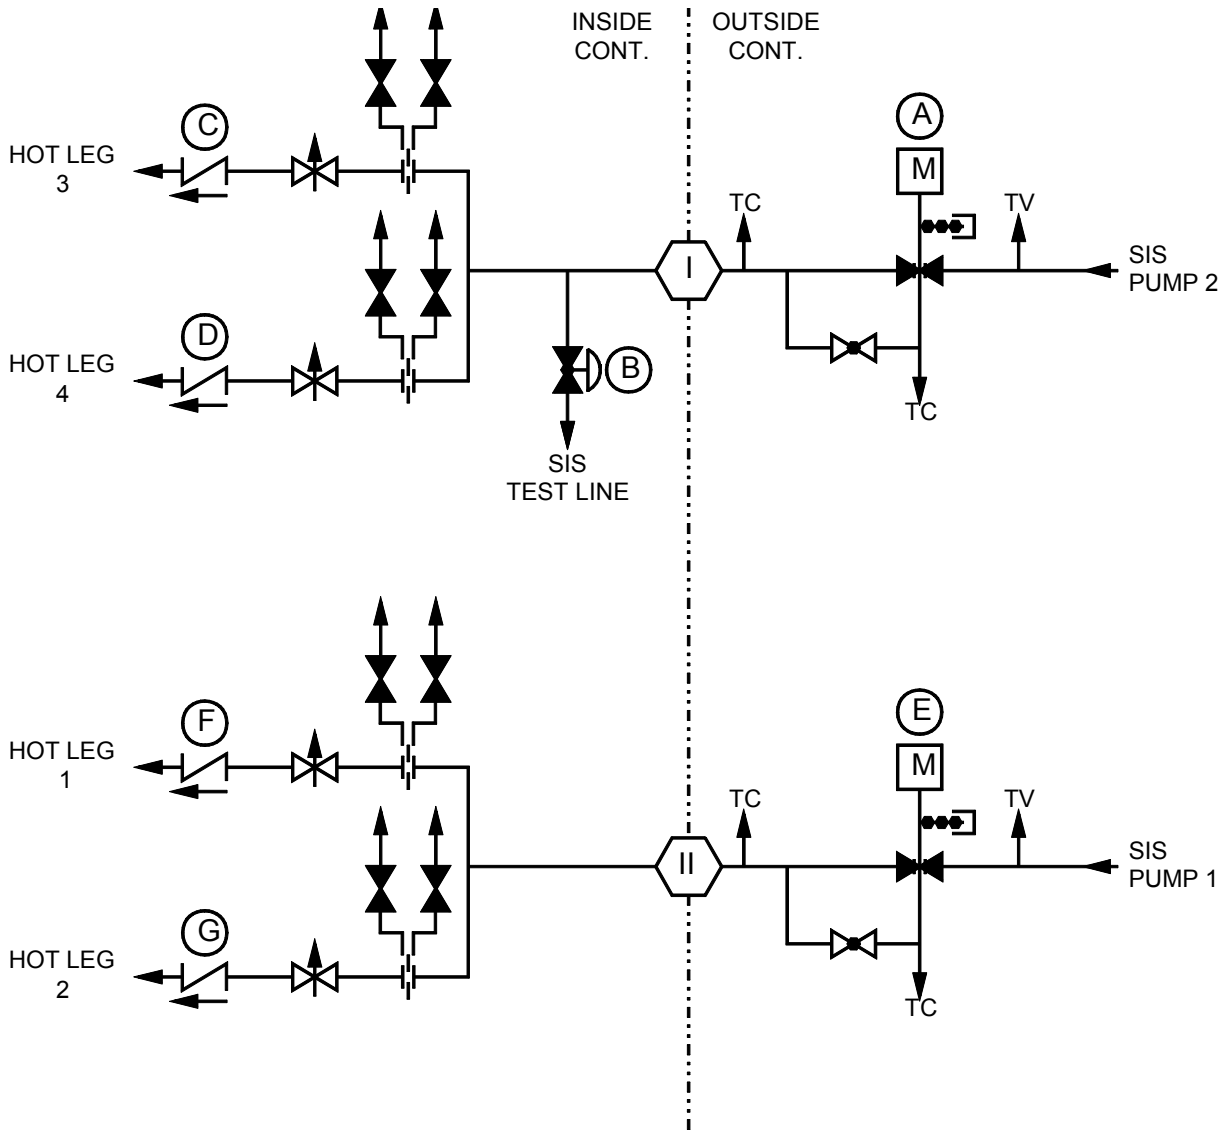 INSIDE
CONT.
OUTSIDE
CONT.
A
C
M
HOT LEG
3
TC
TV
I
SIS
PUMP 2
D
HOT LEG
4
B
TC
SIS
TEST LINE
E
F
M
HOT LEG
1
TC
TV
II
SIS
PUMP 1
G
HOT LEG
2
TC